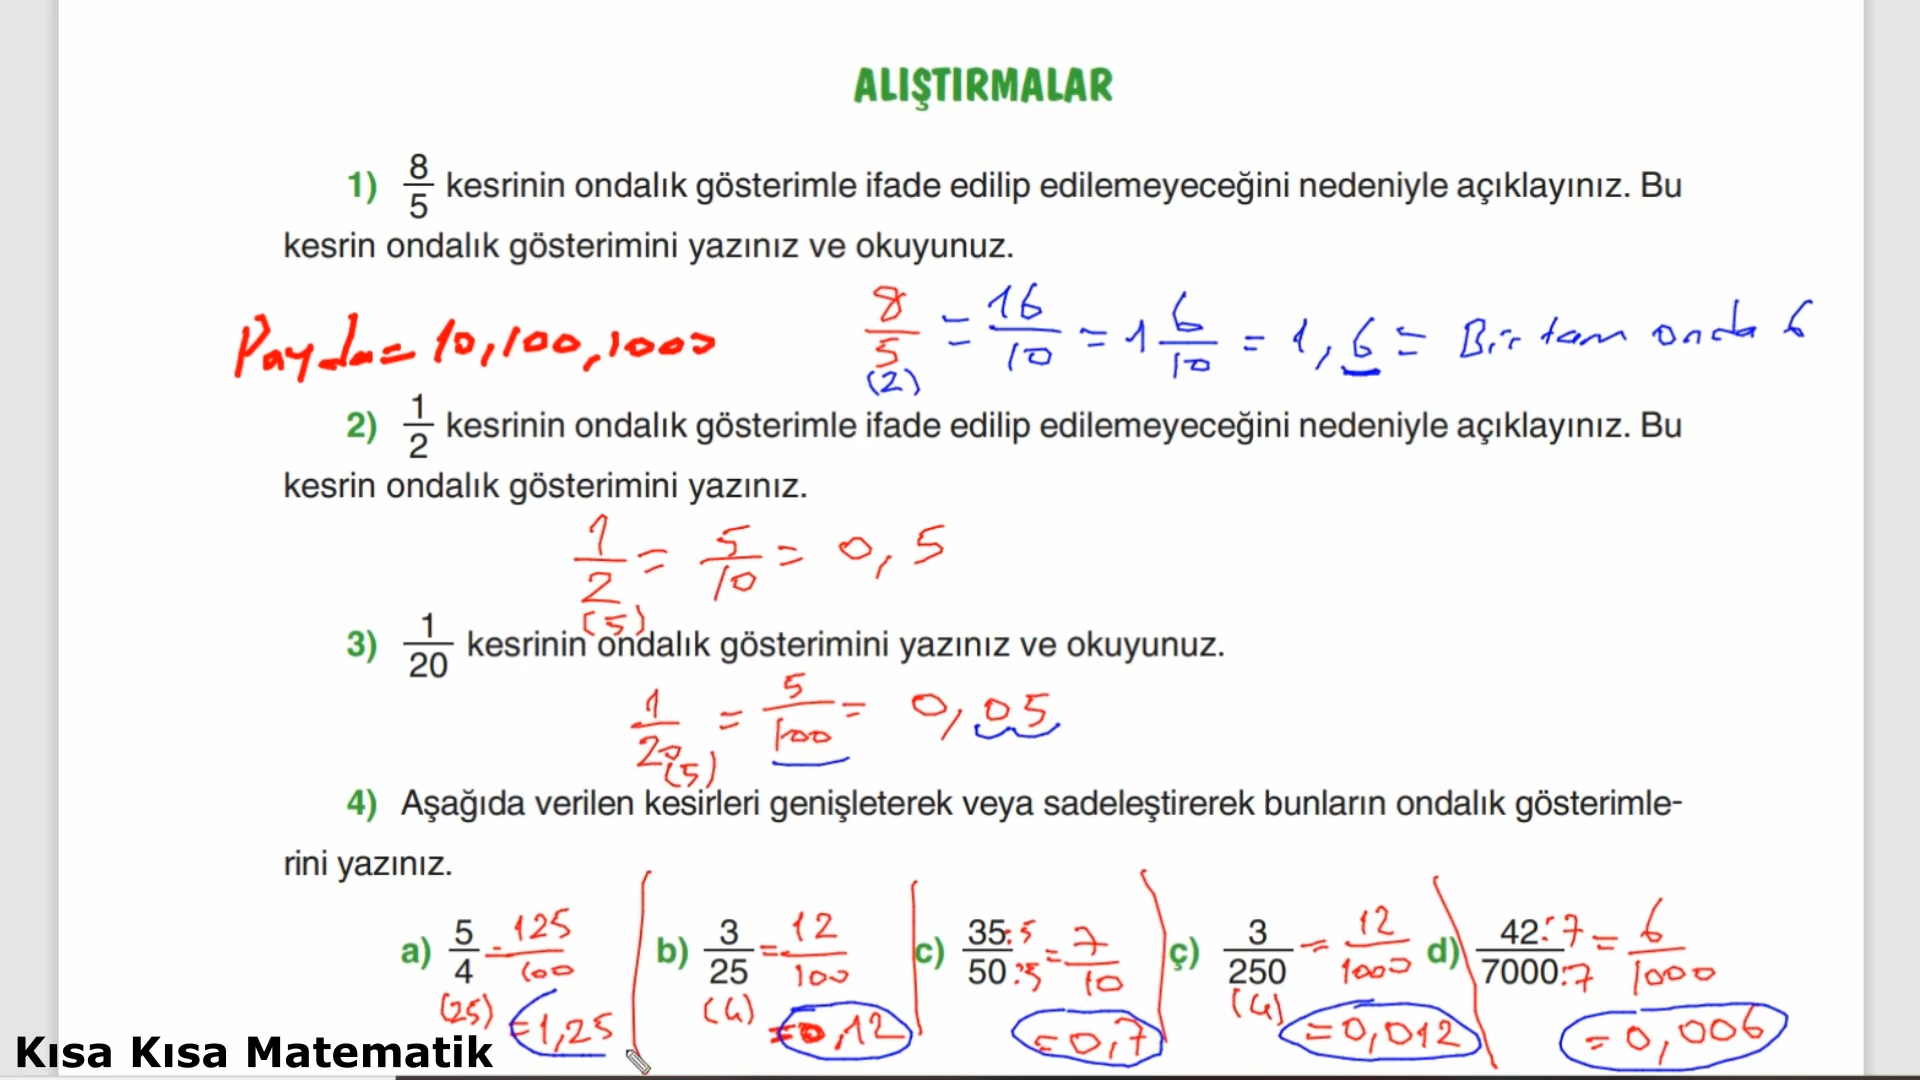 ALIŞTIRMALAR
1) 8/5 kesrinin ondalık gösterimle ifade edilip edilemeyeceğini nedeniyle açıklayınız. Bu
kesrin ondalık gösterimini yazınız ve okuyunuz.
Payda= 10,100,1000
8/5 (2) = 16/10 = 1 6/10 = 1,6 = Bir tam onda 6
2) 1/2 kesrinin ondalık gösterimle ifade edilip edilemeyeceğini nedeniyle açıklayınız. Bu
kesrin ondalık gösterimini yazınız.
1/2 (5) = 5/10 = 0,5
3) 1/20 kesrinin ondalık gösterimini yazınız ve okuyunuz.
1/20 (5) = 5/100 = 0,05
4) Aşağıda verilen kesirleri genişleterek veya sadeleştirerek bunların ondalık gösterimle-
rini yazınız.
a) 5/4 (25) = 125/100 = 1,25
b) 3/25 (4) = 12/100 = 0,12
c) 35:5/50:5 = 7/10 = 0,7
ç) 3/250 (4) = 12/1000 = 0,012
d) 42:7/7000:7 = 6/1000 = 0,006
Kısa Kısa Matematik